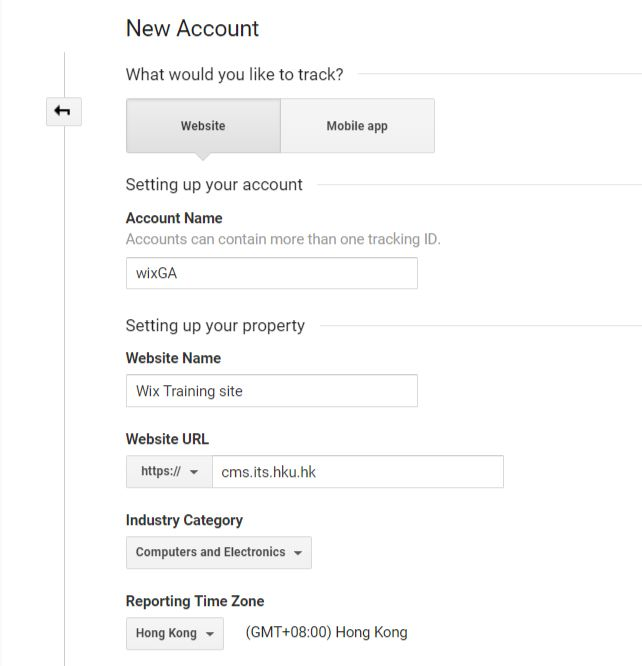 New Account
What would you like to track?
Website Mobile app
Setting up your account
Account Name
Accounts can contain more than one tracking ID.
wixGA
Setting up your property
Website Name
Wix Training site
Website URL
https:// cms.its.hku.hk
Industry Category
Computers and Electronics
Reporting Time Zone
Hong Kong (GMT+08:00) Hong Kong